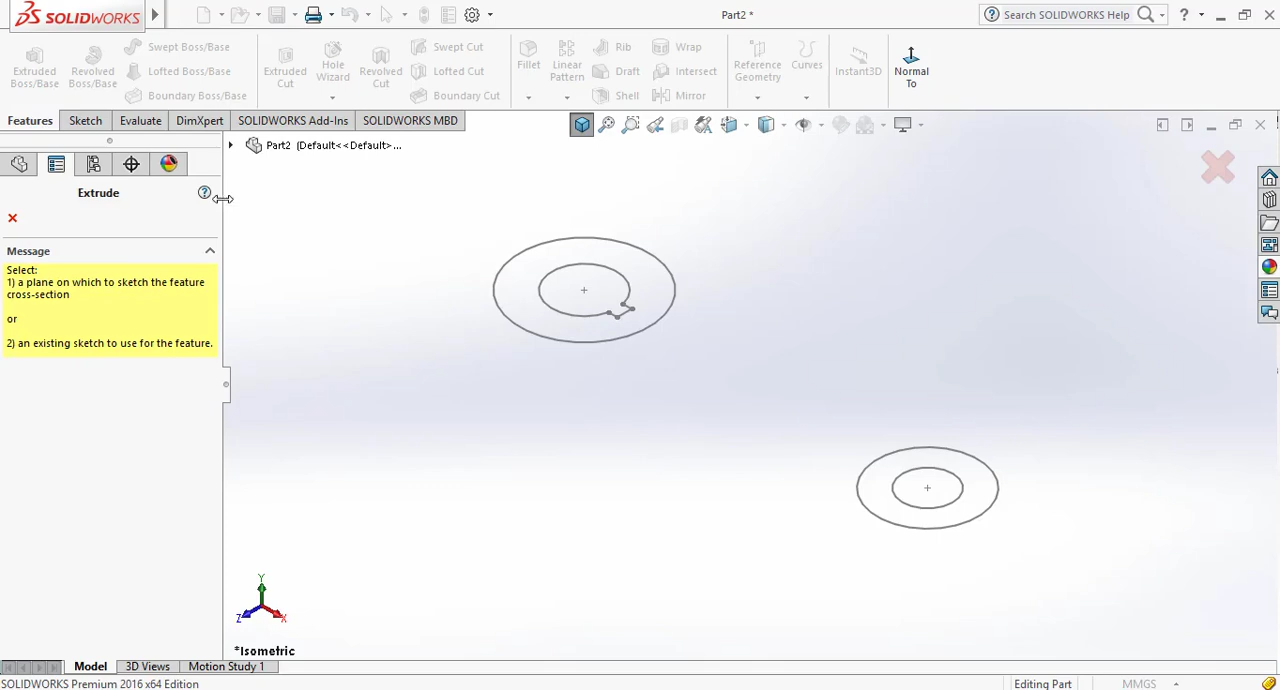 SOLIDWORKS
Part2 *
Search SOLIDWORKS Help
?
Extruded Boss/Base
Revolved Boss/Base
Swept Boss/Base
Lofted Boss/Base
Boundary Boss/Base
Extruded Cut
Hole Wizard
Revolved Cut
Swept Cut
Lofted Cut
Boundary Cut
Fillet
Linear Pattern
Rib
Draft
Shell
Wrap
Intersect
Mirror
Reference Geometry
Curves
Instant3D
Normal To
Features
Sketch
Evaluate
DimXpert
SOLIDWORKS Add-Ins
SOLIDWORKS MBD
Part2 (Default<<Default>...
Extrude
?
Message
Select:
1) a plane on which to sketch the feature
cross-section
or
2) an existing sketch to use for the feature.
Y
Z
X
*Isometric
Model
3D Views
Motion Study 1
SOLIDWORKS Premium 2016 x64 Edition
Editing Part
MMGS